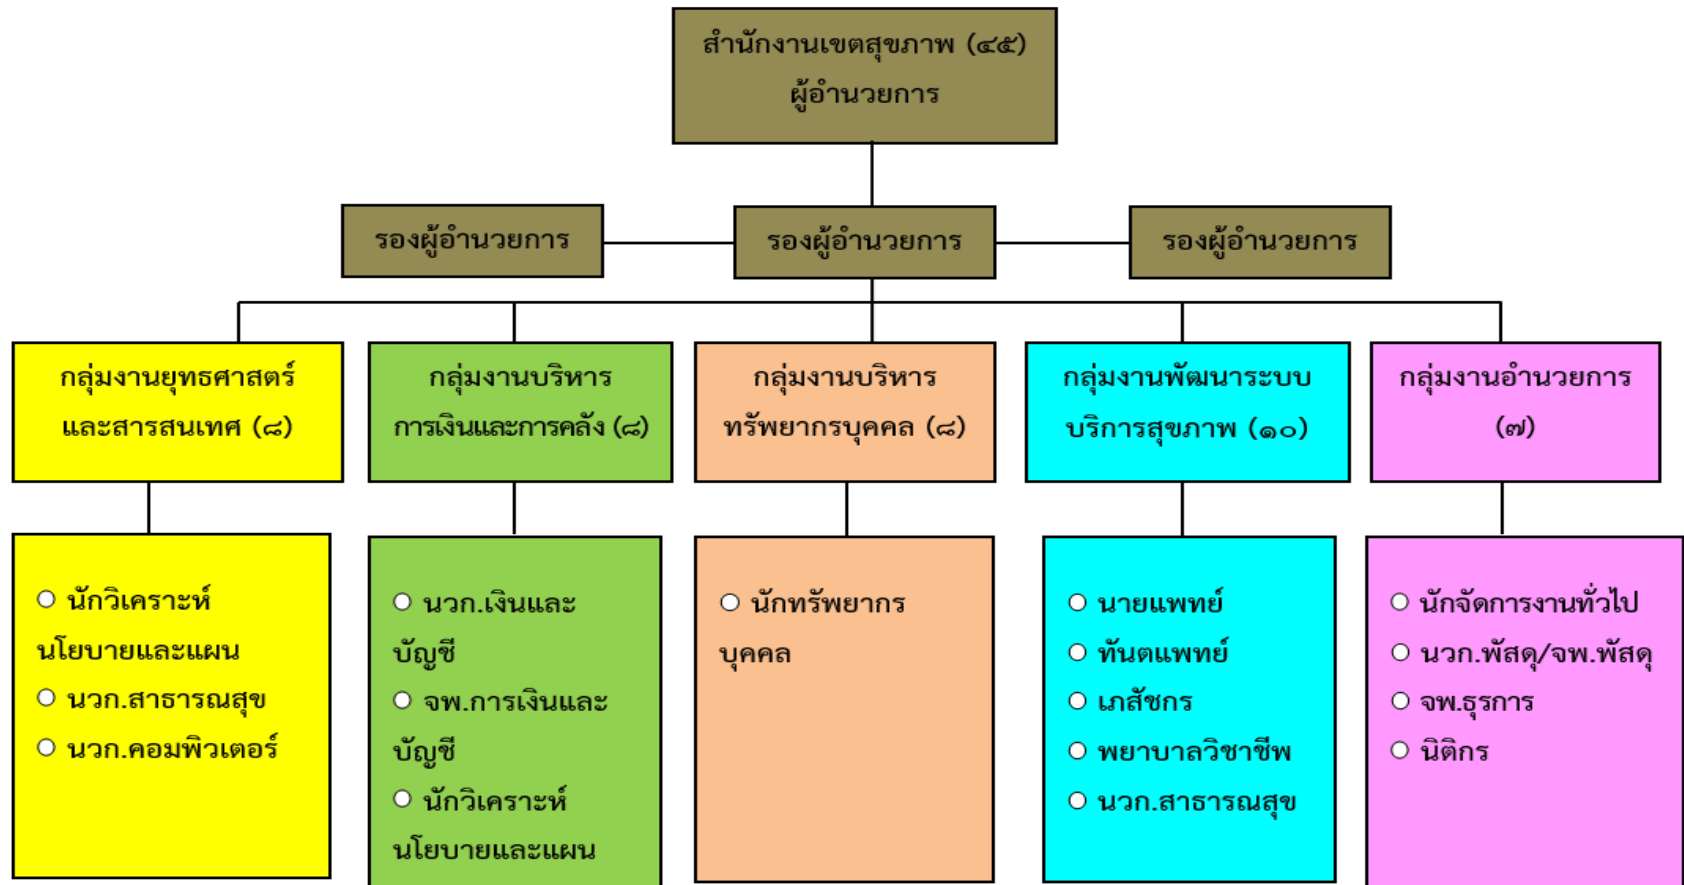 สำนักงานเขตสุขภาพ (๔๕)
ผู้อำนวยการ
รองผู้อำนวยการ
รองผู้อำนวยการ
รองผู้อำนวยการ
กลุ่มงานยุทธศาสตร์
และสารสนเทศ (๘)
กลุ่มงานบริหาร
การเงินและการคลัง (๘)
กลุ่มงานบริหาร
ทรัพยากรบุคคล (๘)
กลุ่มงานพัฒนาระบบ
บริการสุขภาพ (๑๐)
กลุ่มงานอำนวยการ
(๗)
นักวิเคราะห์
นโยบายและแผน
นวก.สาธารณสุข
นวก.คอมพิวเตอร์
นวก.เงินและ
บัญชี
จพ.การเงินและ
บัญชี
นักวิเคราะห์
นโยบายและแผน
นักทรัพยากร
บุคคล
นายแพทย์
ทันตแพทย์
เภสัชกร
พยาบาลวิชาชีพ
นวก.สาธารณสุข
นักจัดการงานทั่วไป
นวก.พัสดุ/จพ.พัสดุ
จพ.ธุรการ
นิติกร